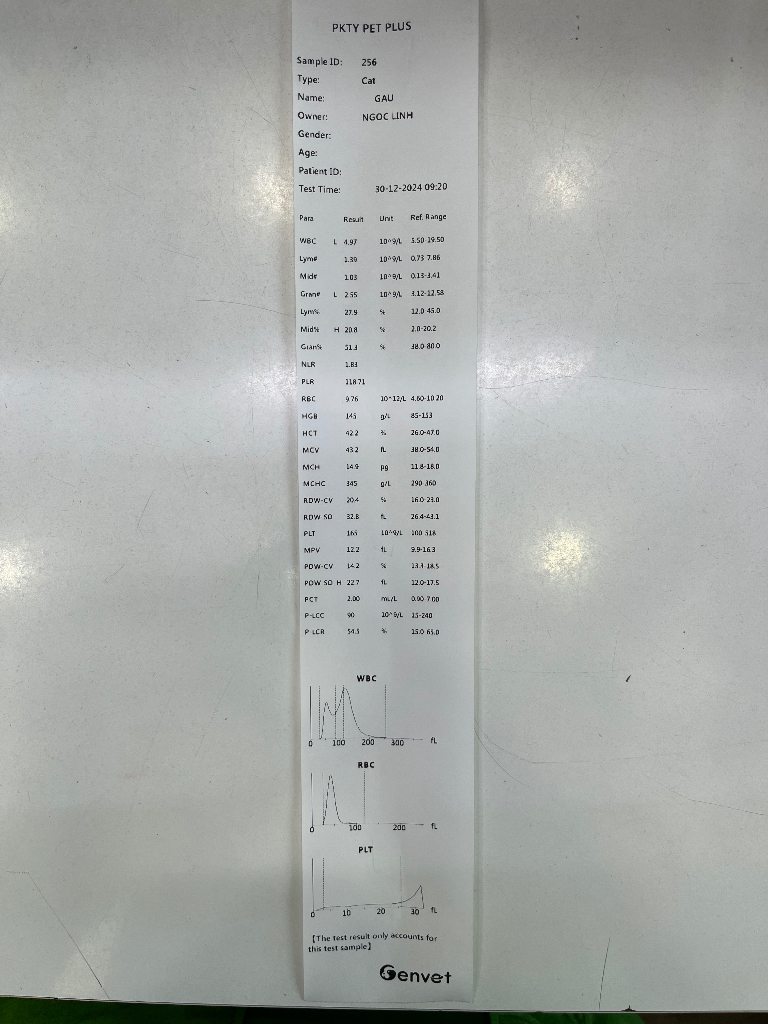 PKTY PET PLUS
Sample ID: 256
Type: Cat
Name: GAU
Owner: NGOC LINH
Gender:
Age:
Patient ID:
Test Time: 30-12-2024 09:20
Para Result Unit Ref. Range
WBC L 4.97 10^9/L 5.50-19.50
Lym# 1.39 10^9/L 0.73-7.86
Mid# 1.03 10^9/L 0.13-3.41
Gran# L 2.55 10^9/L 3.12-12.58
Lym% 27.9 % 12.0-45.0
Mid% H 20.8 % 2.0-20.2
Gran% 51.3 % 38.0-80.0
NLR 1.83
PLR 118.71
RBC 9.76 10^12/L 4.60-10.20
HGB 145 g/L 85-153
HCT 42.2 % 26.0-47.0
MCV 43.2 fL 38.0-54.0
MCH 14.9 pg 11.8-18.0
MCHC 345 g/L 290-360
RDW-CV 20.4 % 16.0-23.0
RDW-SD 32.8 fL 26.4-43.1
PLT 165 10^9/L 100-518
MPV 12.2 fL 9.9-16.3
PDW-CV 14.2 % 13.3-18.5
PDW-SD H 22.7 fL 12.0-17.5
PCT 2.00 mL/L 0.90-7.00
P-LCC 90 10^9/L 15-240
P-LCR 54.5 % 15.0-65.0
WBC
0 100 200 300 fL
RBC
0 100 200 fL
PLT
0 10 20 30 fL
【The test result only accounts for
this test sample】
Genvet